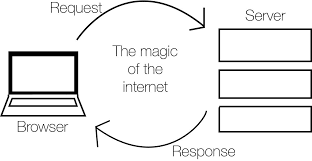 Request
Server
The magic
of the
internet
Browser
Response